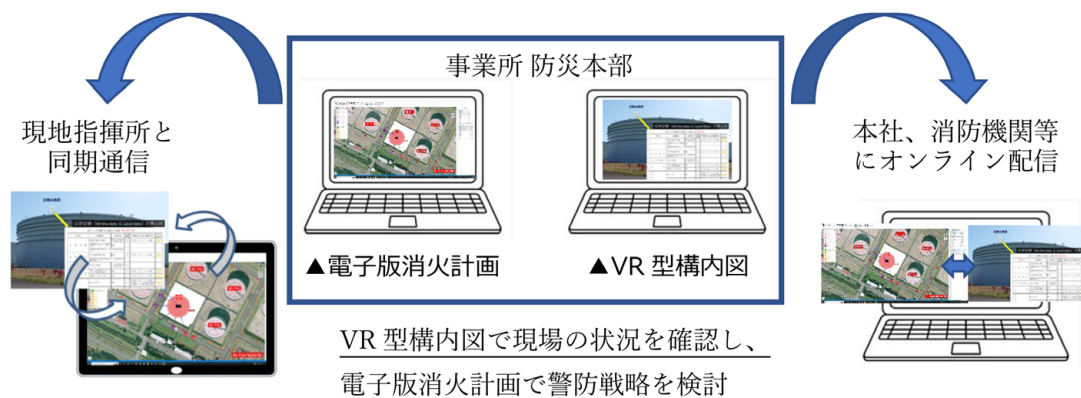 事業所 防災本部
現地指揮所と
同期通信
本社、消防機関等
にオンライン配信
▲電子版消火計画
▲VR 型構内図
VR 型構内図で現場の状況を確認し、
電子版消火計画で警防戦略を検討